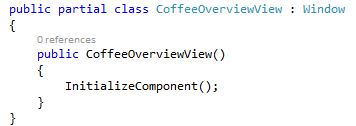 public partial class CoffeeOverviewView : Window
{
0 references
public CoffeeOverviewView()
{
InitializeComponent();
}
}